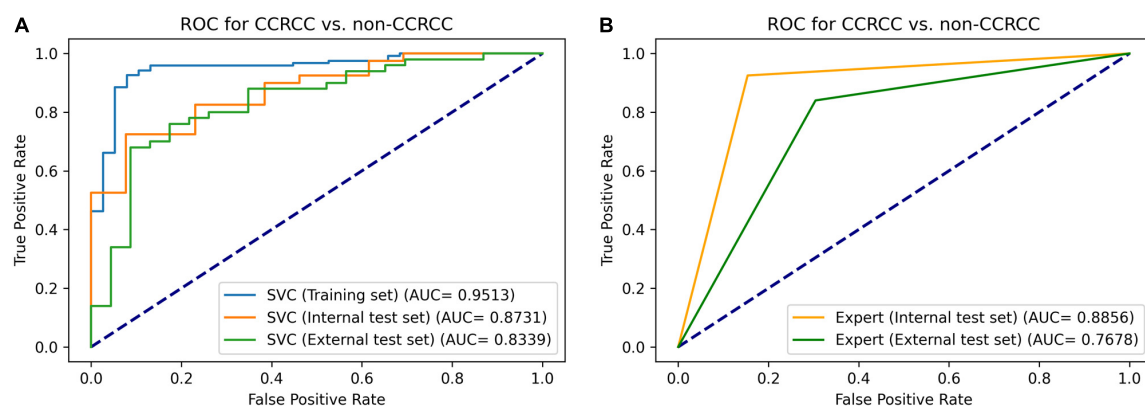 A
ROC for CCRCC vs. non-CCRCC
1.0
0.8
0.6
0.4
0.2
0.0
True Positive Rate
SVC (Training set) (AUC= 0.9513)
SVC (Internal test set) (AUC= 0.8731)
SVC (External test set) (AUC= 0.8339)
0.0 0.2 0.4 0.6 0.8 1.0
False Positive Rate
B
ROC for CCRCC vs. non-CCRCC
1.0
0.8
0.6
0.4
0.2
0.0
True Positive Rate
Expert (Internal test set) (AUC= 0.8856)
Expert (External test set) (AUC= 0.7678)
0.0 0.2 0.4 0.6 0.8 1.0
False Positive Rate